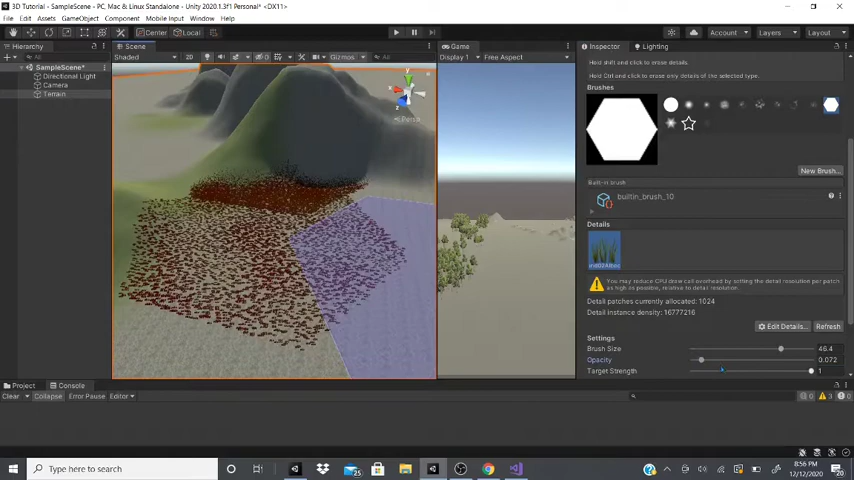 3D Tutorial - SampleScene - PC, Mac & Linux Standalone - Unity 2020.1.3f1 Personal* <DX11>
File Edit Assets GameObject Component Mobile Input Window Help
Center Local Account Layers Layout
Hierarchy Scene Game Inspector Lighting
All Shaded 2D Gizmos All Display 1 Free Aspect Hold shift and click to erase details.
SampleScene* Hold Ctrl and click to erase only details of the selected type.
Directional Light
Camera Brushes
Terrain
y
x
z
Persp
New Brush...
Built-in brush
builtin_brush_10
Details
Edit Details... Refresh
You may reduce CPU draw call overhead by setting the detail resolution per patch
as high as possible, relative to detail resolution.
Detail patches currently allocated: 1024
Detail instance density: 16777216
Settings
Brush Size 46.4
Opacity 0.072
Target Strength 1
Project Console
Clear Collapse Error Pause Editor 0 3 0
Type here to search 25 8:56 PM
12/12/2020 20